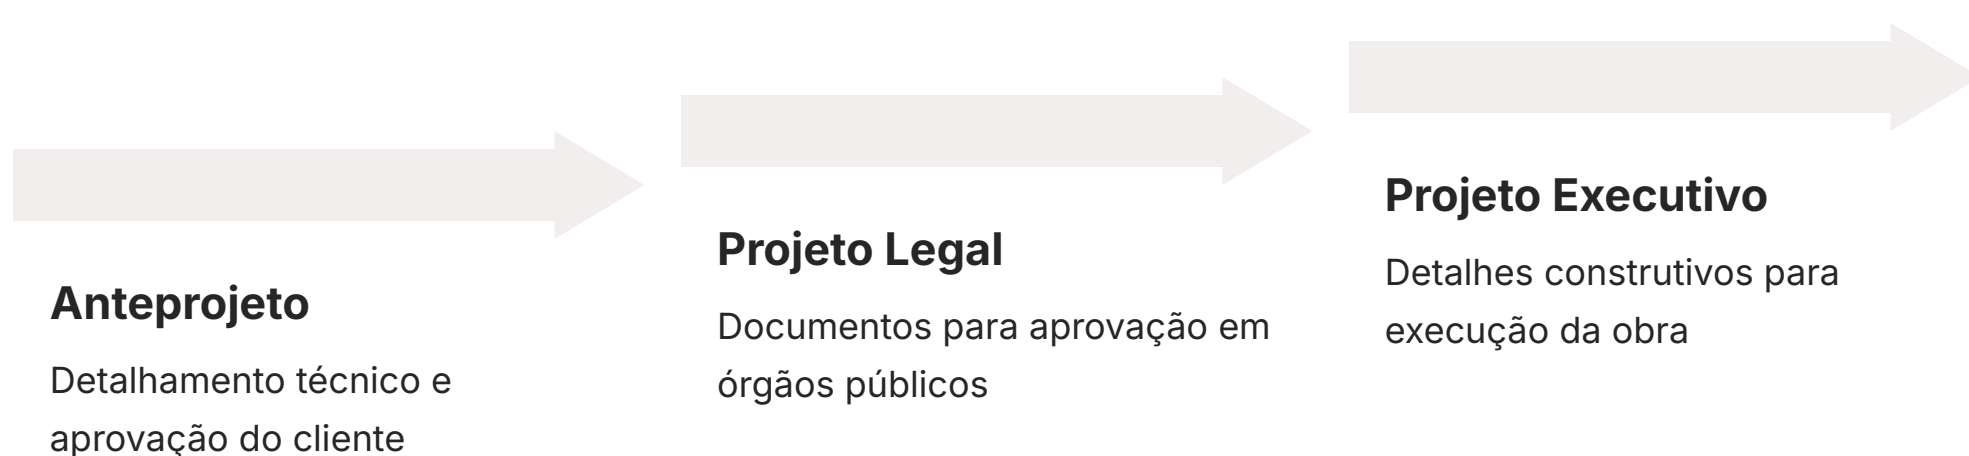 Anteprojeto
Detalhamento técnico e
aprovação do cliente
Projeto Legal
Documentos para aprovação em
órgãos públicos
Projeto Executivo
Detalhes construtivos para
execução da obra